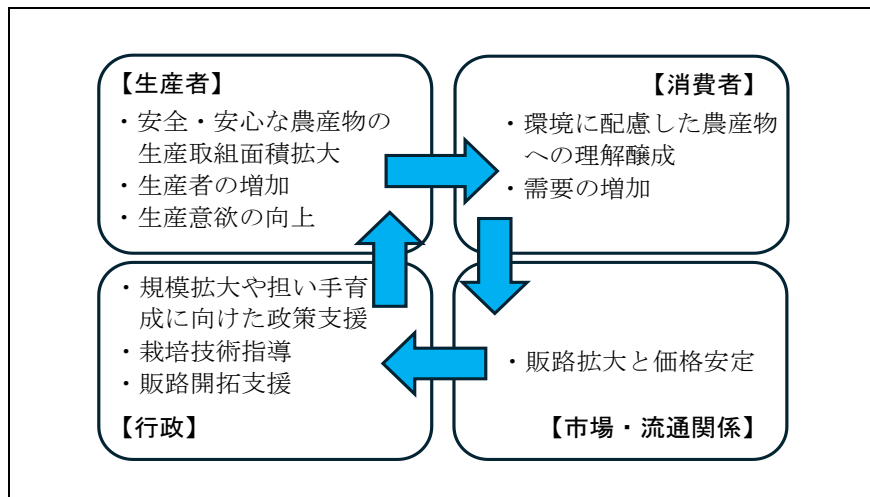 【生産者】
・安全・安心な農産物の
生産取組面積拡大
・生産者の増加
・生産意欲の向上
【消費者】
・環境に配慮した農産物
への理解醸成
・需要の増加
・規模拡大や担い手育
成に向けた政策支援
・栽培技術指導
・販路開拓支援
【行政】
・販路拡大と価格安定
【市場・流通関係】